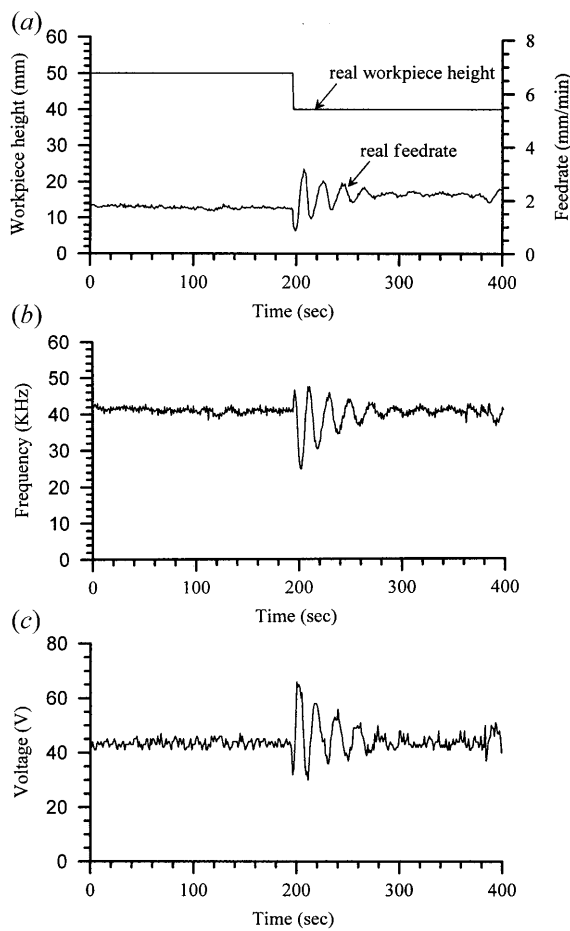 (a)
60
50
40
30
20
10
0
Workpiece height (mm)
real workpiece height
real feedrate
8
6
4
2
0
Feedrate (mm/min)
0 100 200 300 400
Time (sec)
(b)
60
50
40
30
20
10
0
Frequency (KHz)
0 100 200 300 400
Time (sec)
(c)
80
60
40
20
0
Voltage (V)
0 100 200 300 400
Time (sec)